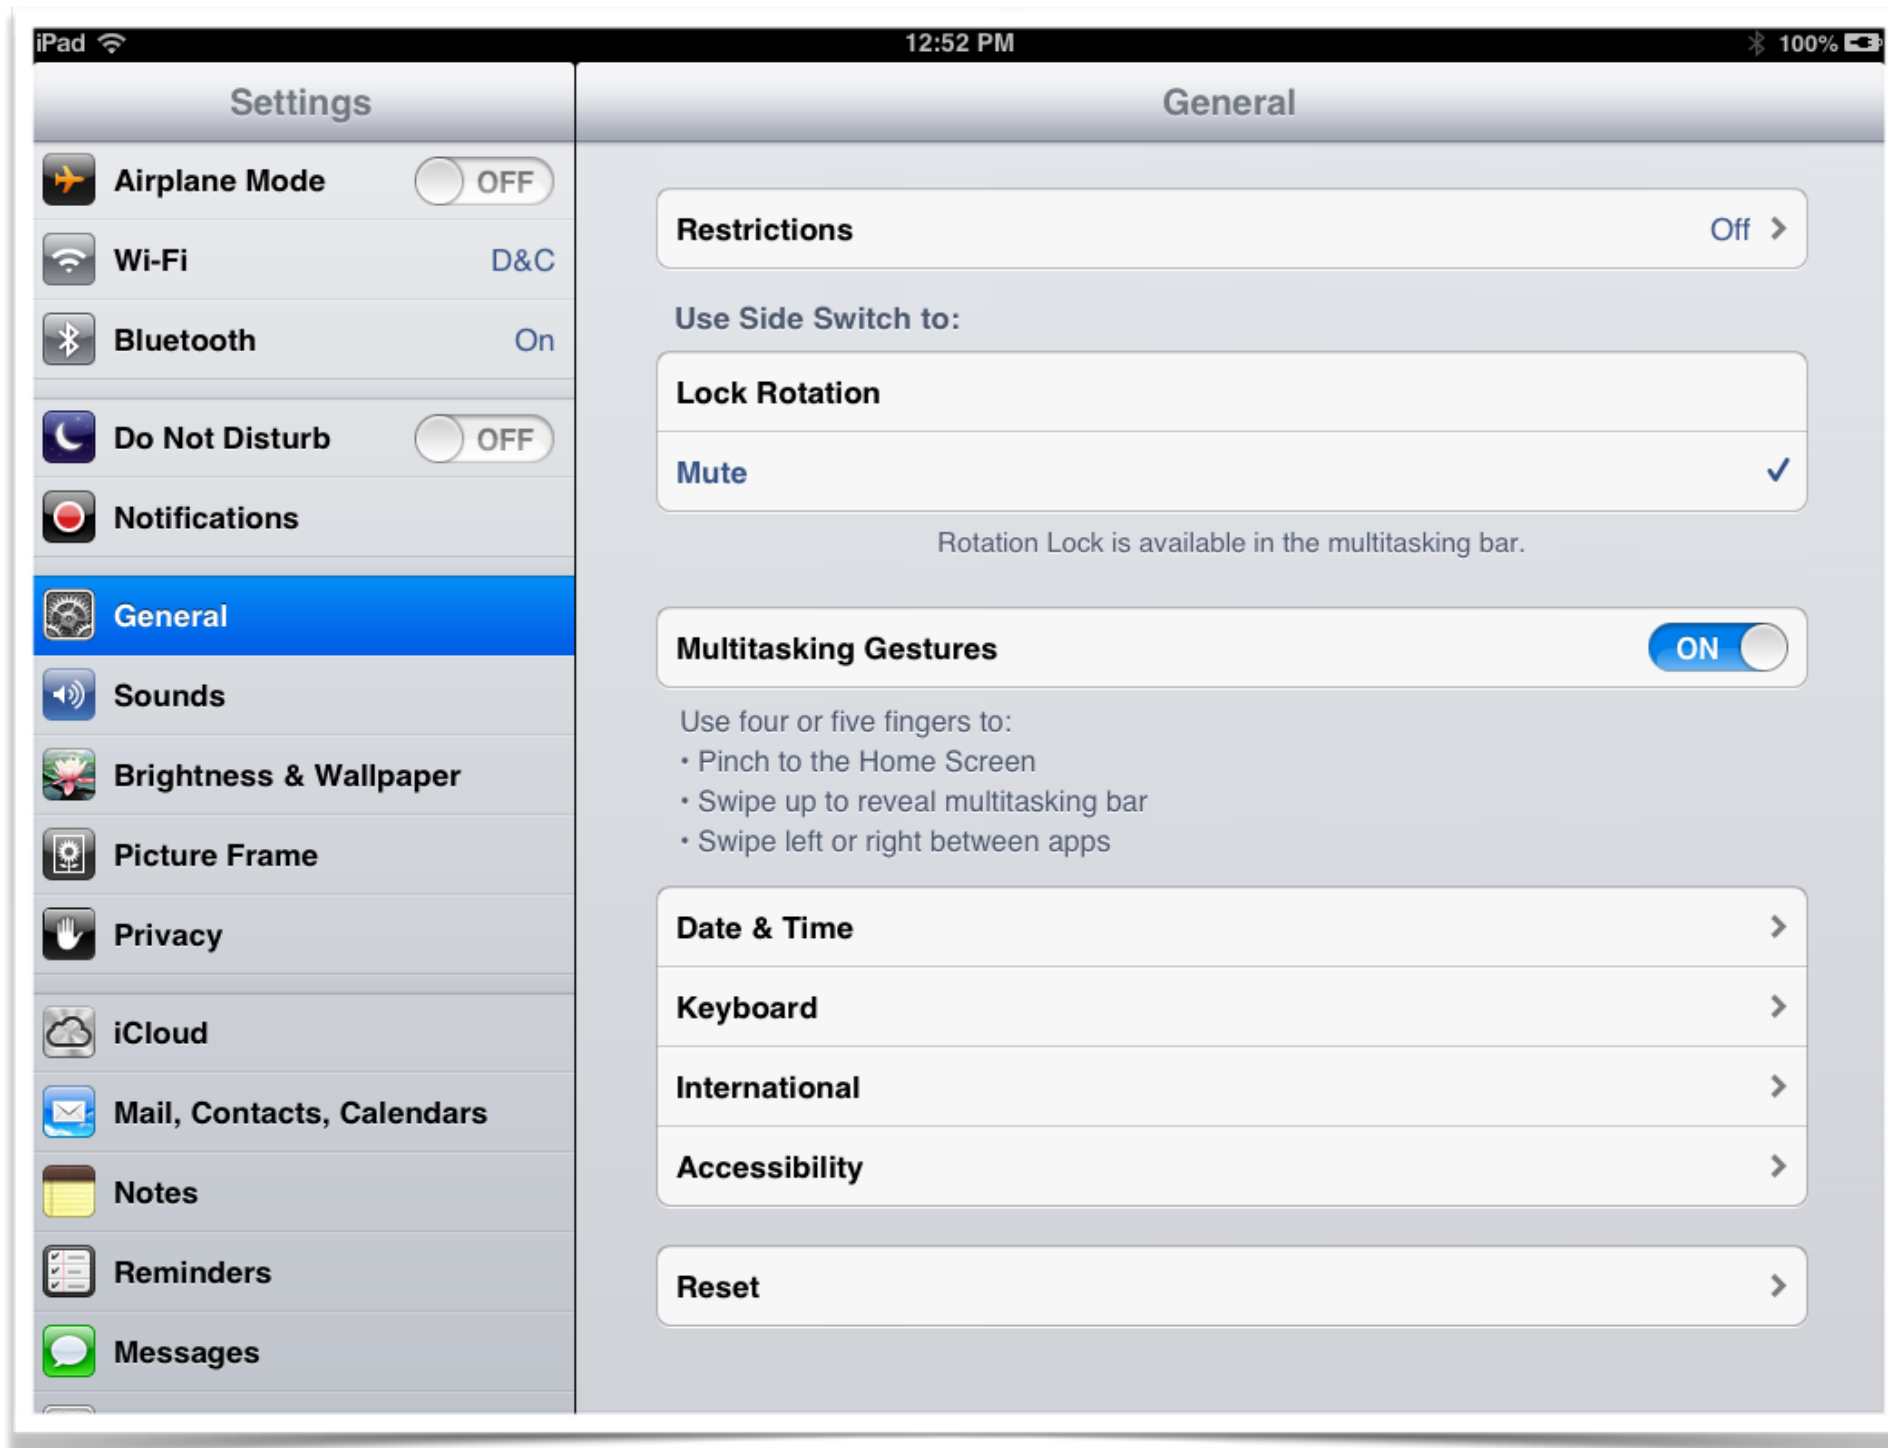 iPad
12:52 PM
100%
Settings
General
Airplane Mode OFF
Wi-Fi D&C
Bluetooth On
Do Not Disturb OFF
Notifications
General
Sounds
Brightness & Wallpaper
Picture Frame
Privacy
iCloud
Mail, Contacts, Calendars
Notes
Reminders
Messages
Restrictions Off
Use Side Switch to:
Lock Rotation
Mute
Rotation Lock is available in the multitasking bar.
Multitasking Gestures ON
Use four or five fingers to:
• Pinch to the Home Screen
• Swipe up to reveal multitasking bar
• Swipe left or right between apps
Date & Time
Keyboard
International
Accessibility
Reset